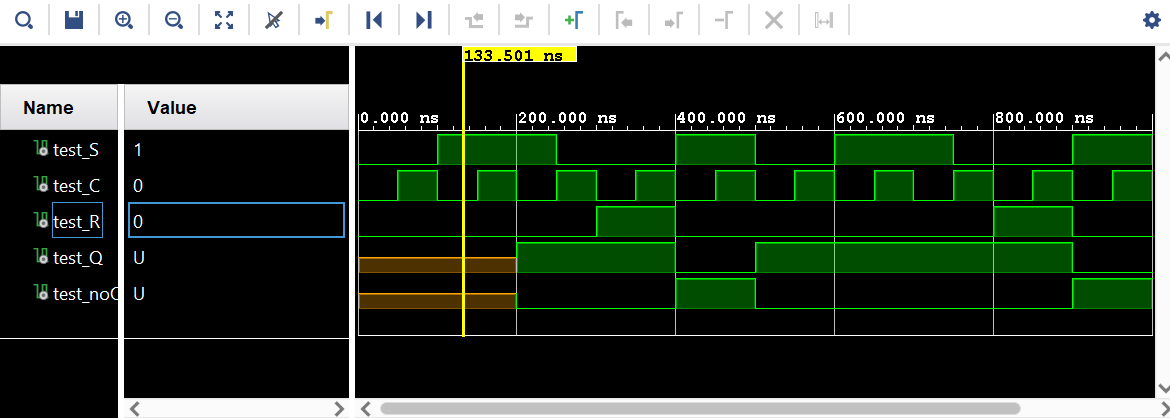 133.501 ns
Name Value
0.000 ns 200.000 ns 400.000 ns 600.000 ns 800.000 ns
test_S 1
test_C 0
test_R 0
test_Q U
test_noQ U